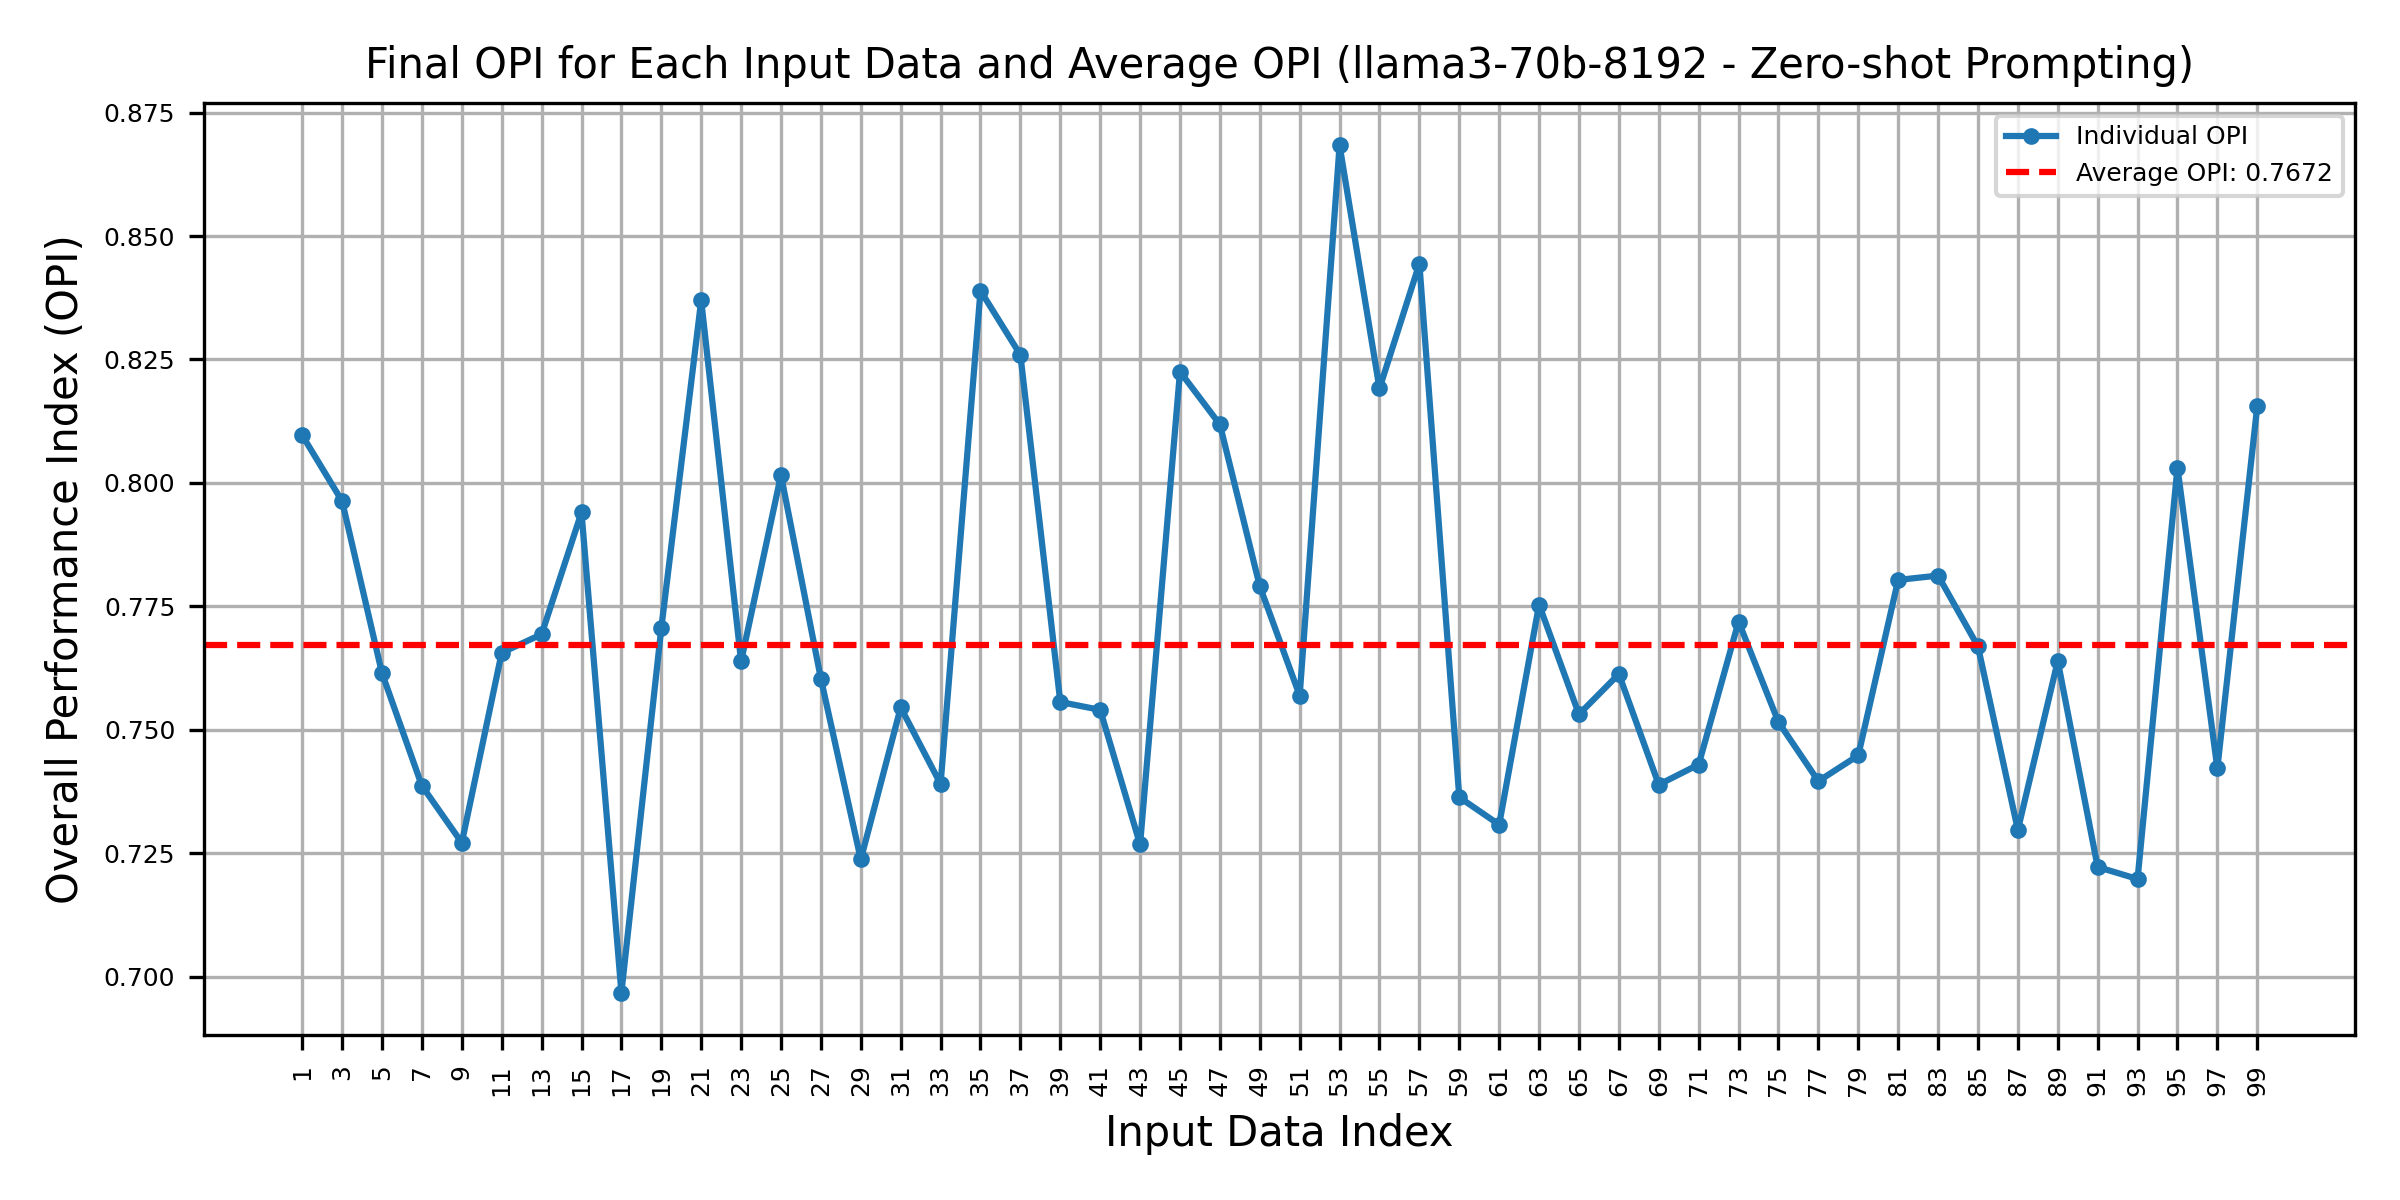 Final OPI for Each Input Data and Average OPI (llama3-70b-8192 - Zero-shot Prompting)
Individual OPI
Average OPI: 0.7672
Overall Performance Index (OPI)
0.875
0.850
0.825
0.800
0.775
0.750
0.725
0.700
1 3 5 7 9 11 13 15 17 19 21 23 25 27 29 31 33 35 37 39 41 43 45 47 49 51 53 55 57 59 61 63 65 67 69 71 73 75 77 79 81 83 85 87 89 91 93 95 97 99
Input Data Index